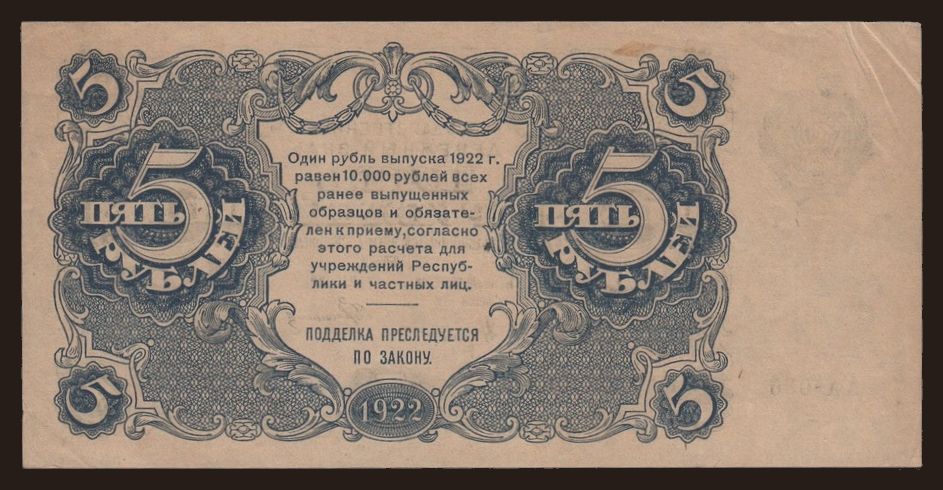 5
5
5
5
ПЯТЬ
РУБЛЕЙ
ПЯТЬ
РУБЛЕЙ
Один рубль выпуска 1922 г.
равен 10.000 рублей всех
ранее выпущенных
образцов и обязате-
лен к приему, согласно
этого расчета для
учреждений Респуб-
лики и частных лиц.
ПОДДЕЛКА ПРЕСЛЕДУЕТСЯ
ПО ЗАКОНУ.
5
1922
5